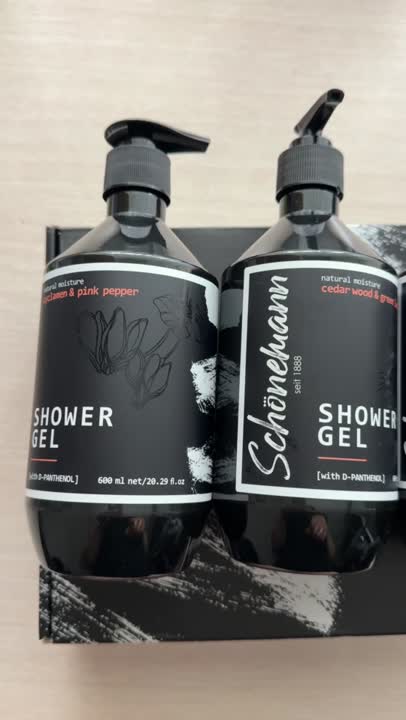 natural moisture
cyclamen & pink pepper
SHOWER
GEL
[with D-PANTHENOL]
600 ml net/20.29 fl.oz
Schönemann
seit 1888
natural moisture
cedar wood & green
SHOWER
GEL
[with D-PANTHENOL]